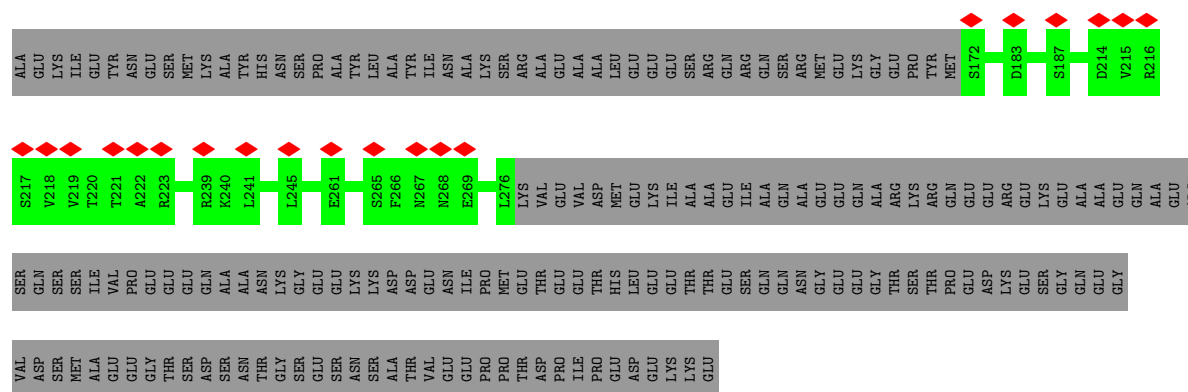 ALA GLU LYS ILE GLU TYR ASN GLU SER MET LYS ALA TYR HIS ASN SER PRO ALA TYR LEU ALA TYR ILE ASN ALA LYS SER ARG ALA GLU ALA ALA LEU GLU GLU GLU SER ARG GLN ARG GLN SER ARG MET GLU LYS GLY GLU PRO TYR MET S172 D183 S187 D214 V215 R216
S217 V218 V219 T220 T221 A222 R223 R239 K240 L241 L245 E261 S265 F266 N267 N268 E269 L276 LYS VAL GLU VAL ASP MET GLU LYS ILE ALA ALA GLU ILE ALA GLN ALA GLU GLU GLN ALA ARG LYS ARG GLN GLU GLU ARG GLU LYS GLU ALA ALA GLU GLN ALA GLU
SER GLN SER SER ILE VAL PRO GLU GLU GLU GLN ALA ALA ASN LYS GLY GLU GLU LYS LYS ASP ASP GLU ASN ILE PRO MET GLU THR GLU GLU THR HIS LEU GLU GLU THR THR GLU SER GLN GLN ASN GLY GLU GLU GLY THR SER THR PRO GLU ASP LYS GLU SER GLY GLN GLU GLY
VAL ASP SER MET ALA GLU GLU GLY THR SER ASP SER ASN THR GLY SER GLU SER ASN SER ALA THR VAL GLU GLU PRO PRO THR ASP PRO ILE PRO GLU ASP GLU LYS LYS GLU